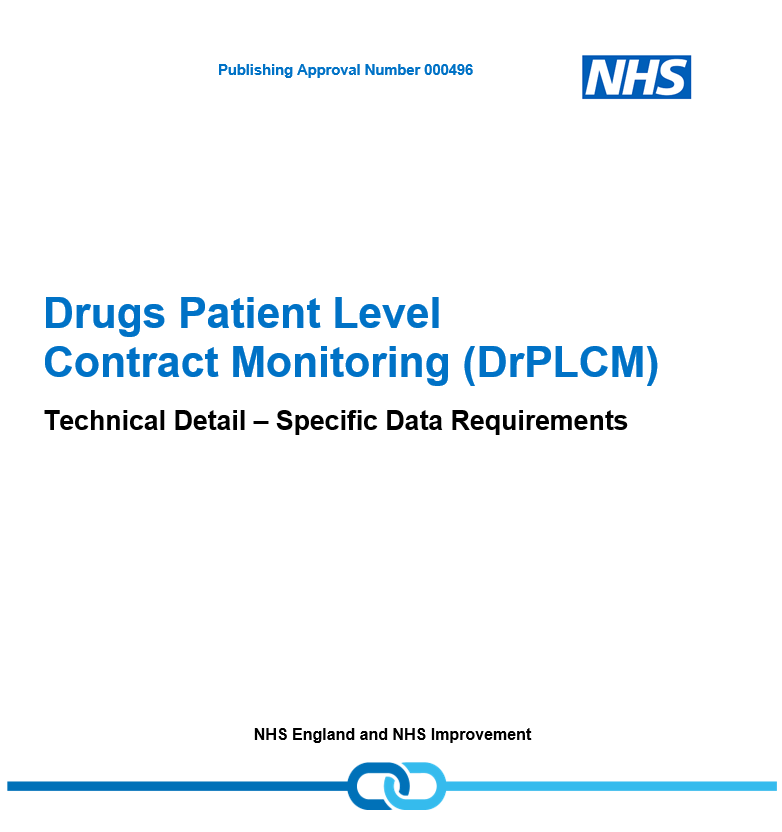 Publishing Approval Number 000496
NHS
Drugs Patient Level
Contract Monitoring (DrPLCM)
Technical Detail – Specific Data Requirements
NHS England and NHS Improvement